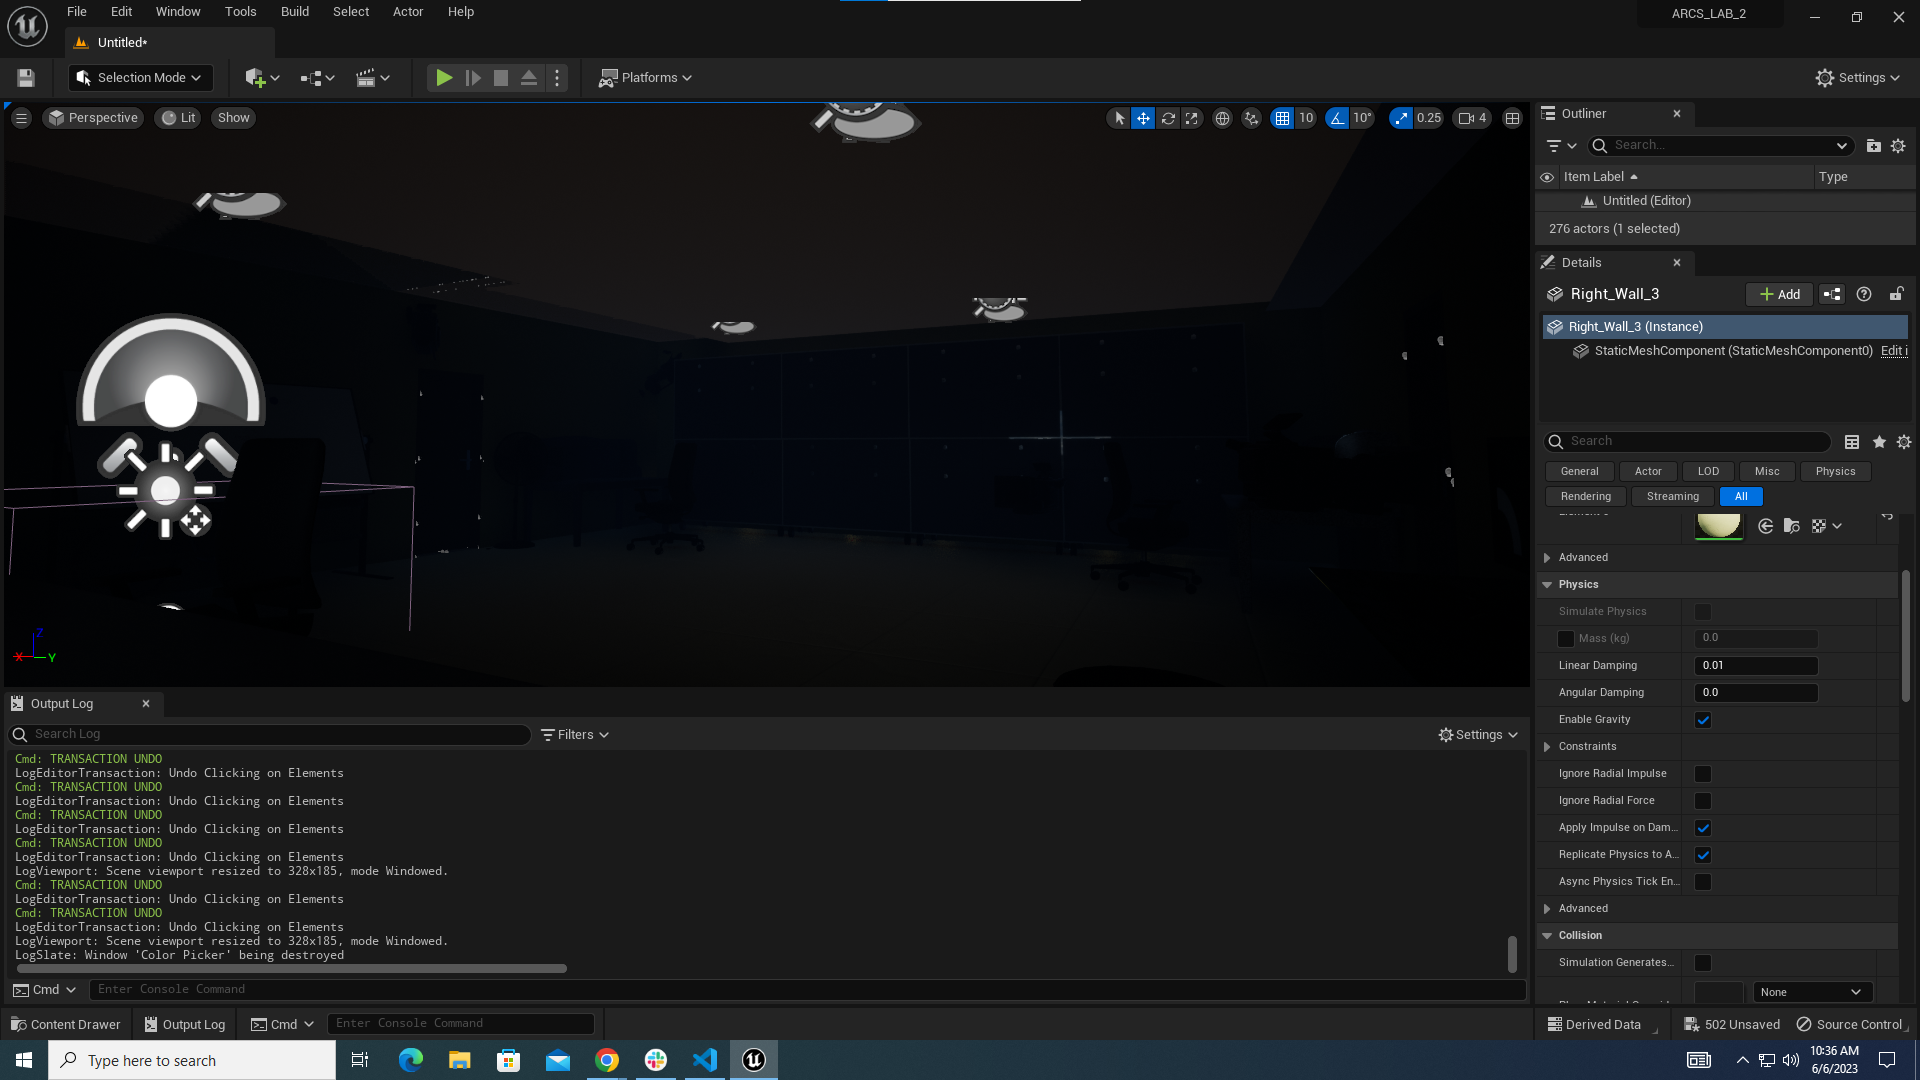 File Edit Window Tools Build Select Actor Help
ARCS_LAB_2
Untitled*
Selection Mode
Platforms
Settings
Perspective Lit Show
10 10° 0.25 4
Z
X Y
Outliner
Search...
Item Label Type
Untitled (Editor)
276 actors (1 selected)
Details
Right_Wall_3
Add
Right_Wall_3 (Instance)
StaticMeshComponent (StaticMeshComponent0) Edit i
Search
General Actor LOD Misc Physics
Rendering Streaming All
Advanced
Physics
Simulate Physics
Mass (kg) 0.0
Linear Damping 0.01
Angular Damping 0.0
Enable Gravity
Constraints
Ignore Radial Impulse
Ignore Radial Force
Apply Impulse on Dam...
Replicate Physics to A...
Async Physics Tick En...
Advanced
Collision
Simulation Generates...
None
Output Log
Search Log
Filters
Settings
Cmd: TRANSACTION UNDO
LogEditorTransaction: Undo Clicking on Elements
Cmd: TRANSACTION UNDO
LogEditorTransaction: Undo Clicking on Elements
Cmd: TRANSACTION UNDO
LogEditorTransaction: Undo Clicking on Elements
Cmd: TRANSACTION UNDO
LogEditorTransaction: Undo Clicking on Elements
LogViewport: Scene viewport resized to 328x185, mode Windowed.
Cmd: TRANSACTION UNDO
LogEditorTransaction: Undo Clicking on Elements
Cmd: TRANSACTION UNDO
LogEditorTransaction: Undo Clicking on Elements
LogViewport: Scene viewport resized to 328x185, mode Windowed.
LogSlate: Window 'Color Picker' being destroyed
Cmd Enter Console Command
Content Drawer Output Log Cmd Enter Console Command
Derived Data 502 Unsaved Source Control
Type here to search
10:36 AM
6/6/2023